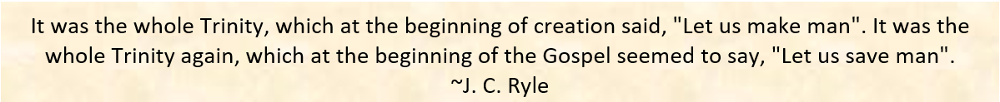 It was the whole Trinity, which at the beginning of creation said, "Let us make man". It was the
whole Trinity again, which at the beginning of the Gospel seemed to say, "Let us save man".
~J. C. Ryle